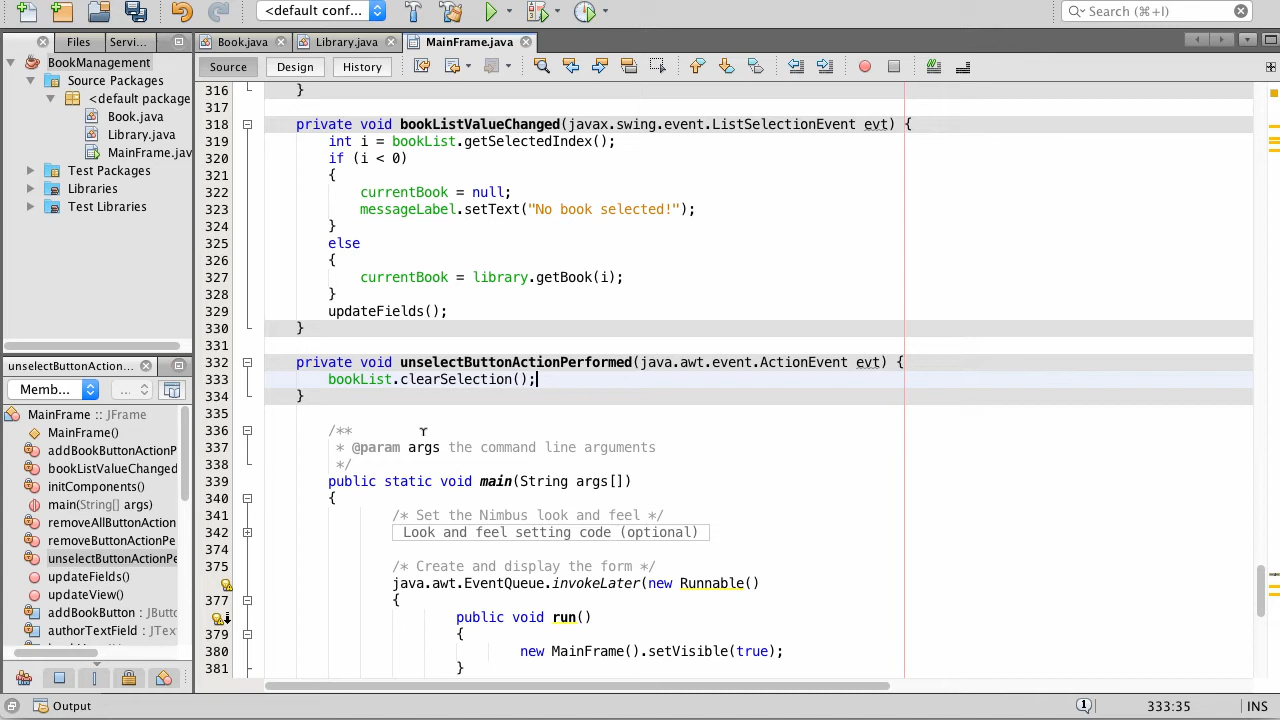 <default conf...
Search (⌘+I)
Files
Servi...
Book.java
Library.java
MainFrame.java
Source
Design
History
BookManagement
Source Packages
<default package
Book.java
Library.java
MainFrame.jav
Test Packages
Libraries
Test Libraries
unselectButtonAction...
Memb...
...
MainFrame :: JFrame
MainFrame()
addBookButtonActionP
bookListValueChanged
initComponents()
main(String[] args)
removeAllButtonAction
removeButtonActionPe
unselectButtonActionPe
updateFields()
updateView()
addBookButton : JButto
authorTextField : JText
316 }
317
318 private void bookListValueChanged(javax.swing.event.ListSelectionEvent evt) {
319 int i = bookList.getSelectedIndex();
320 if (i < 0)
321 {
322 currentBook = null;
323 messageLabel.setText("No book selected!");
324 }
325 else
326 {
327 currentBook = library.getBook(i);
328 }
329 updateFields();
330 }
331
332 private void unselectButtonActionPerformed(java.awt.event.ActionEvent evt) {
333 bookList.clearSelection();
334 }
335
336 /**
337 * @param args the command line arguments
338 */
339 public static void main(String args[])
340 {
341 /* Set the Nimbus look and feel */
342 Look and feel setting code (optional)
374
375 /* Create and display the form */
java.awt.EventQueue.invokeLater(new Runnable()
377 {
public void run()
379 {
380 new MainFrame().setVisible(true);
381 }
Output
1
333:35
INS